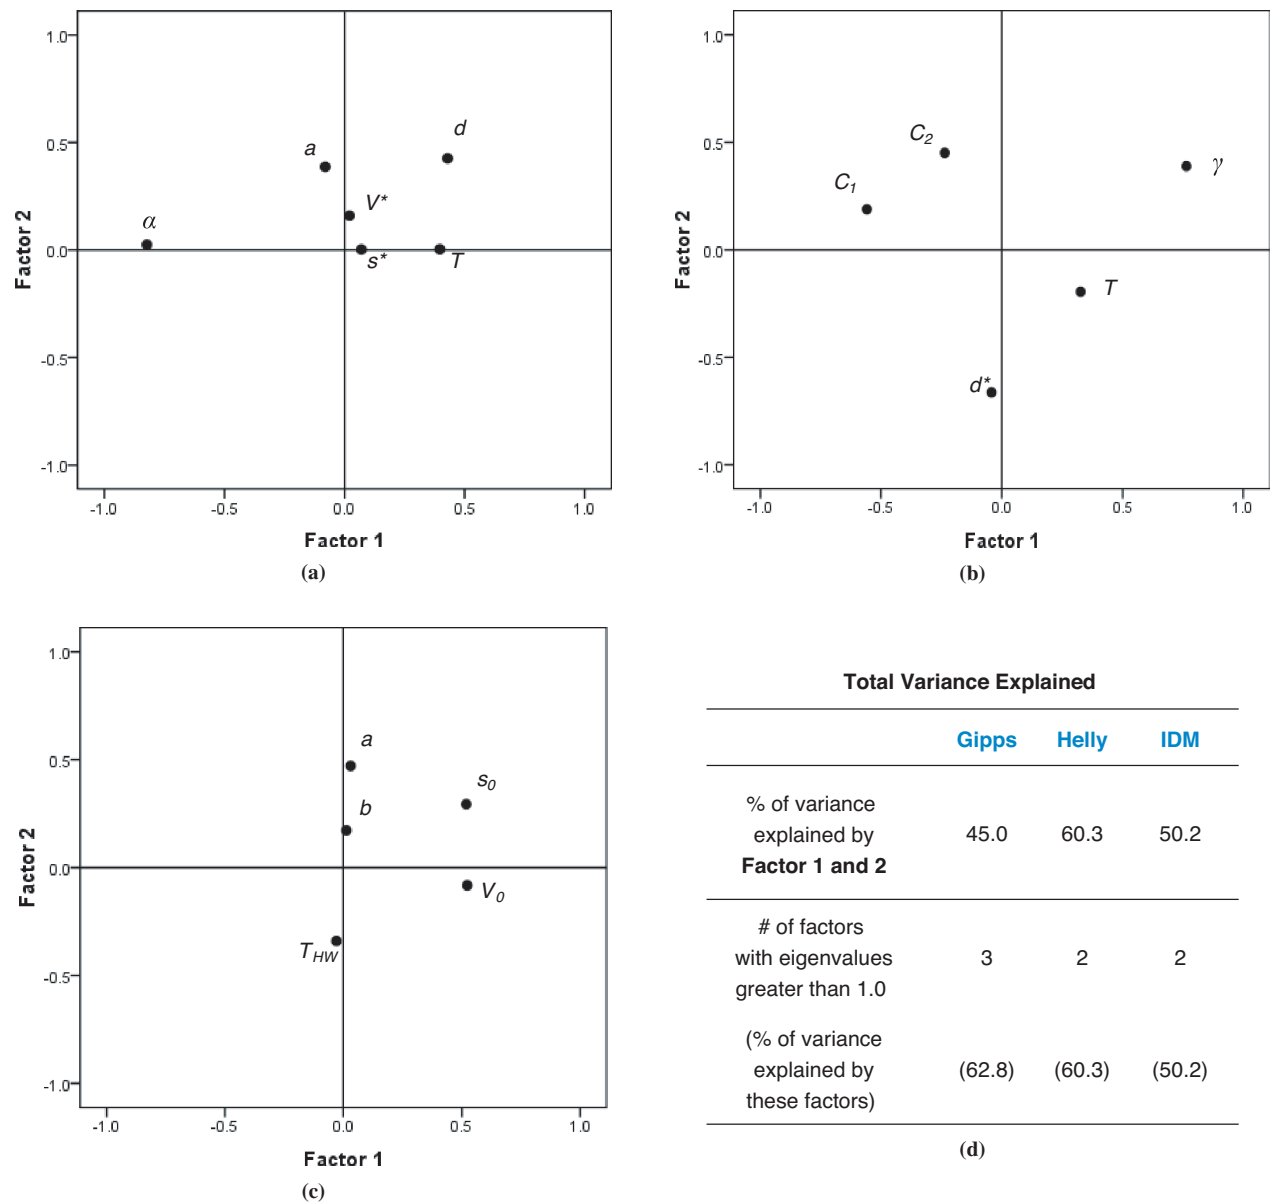 1.0
0.5
0.0
-0.5
-1.0
Factor 2
α
a
d
V*
s*
T
-1.0 -0.5 0.0 0.5 1.0
Factor 1
(a)
1.0
0.5
0.0
-0.5
-1.0
Factor 2
C2
C1
γ
T
d*
-1.0 -0.5 0.0 0.5 1.0
Factor 1
(b)
1.0
0.5
0.0
-0.5
-1.0
Factor 2
a
s0
b
V0
THW
-1.0 -0.5 0.0 0.5 1.0
Factor 1
(c)
Total Variance Explained
Gipps Helly IDM
% of variance
explained by 45.0 60.3 50.2
Factor 1 and 2
# of factors
with eigenvalues 3 2 2
greater than 1.0
(% of variance
explained by (62.8) (60.3) (50.2)
these factors)
(d)